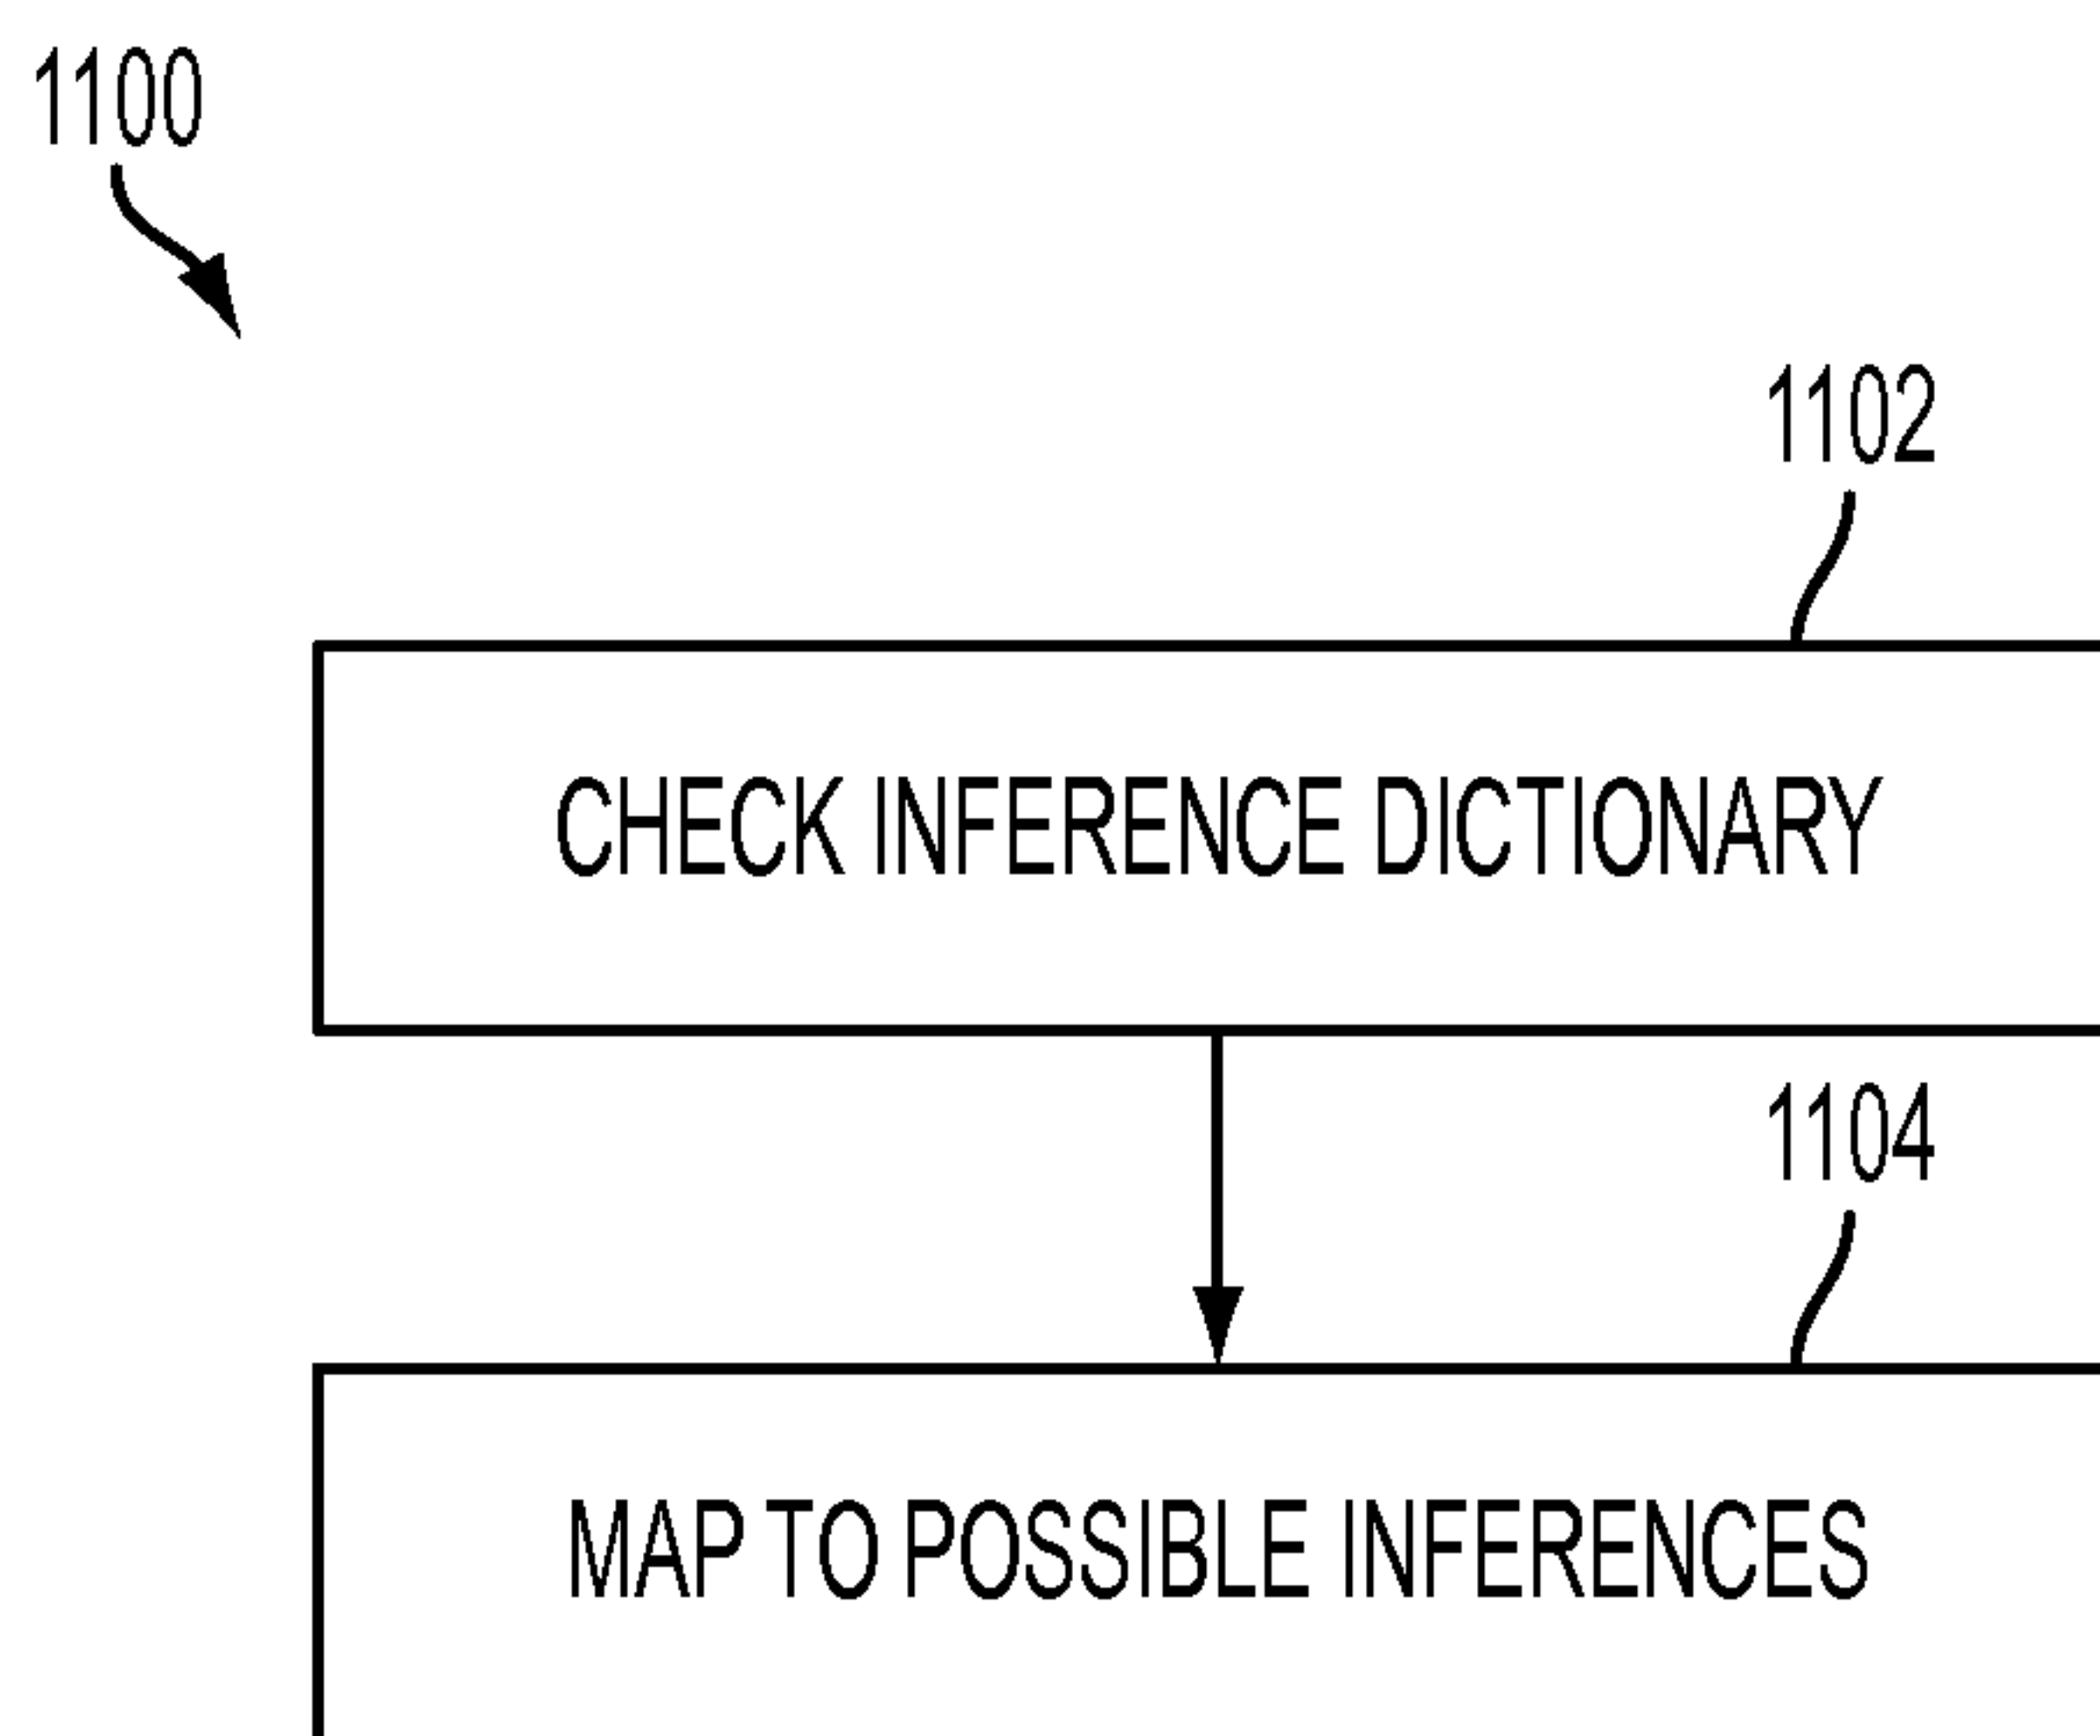 1100
1102
CHECK INFERENCE DICTIONARY
1104
MAP TO POSSIBLE INFERENCES